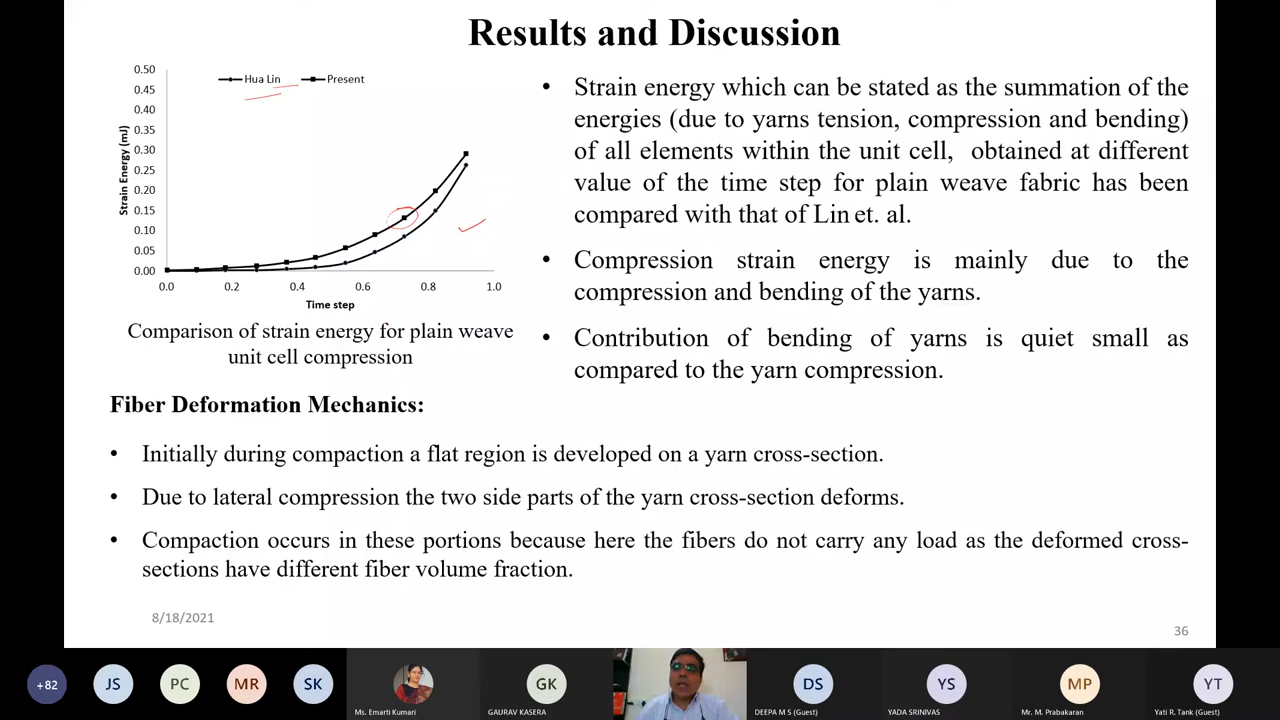 Results and Discussion
0.50
0.45
0.40
0.35
0.30
0.25
0.20
0.15
0.10
0.05
0.00
Strain Energy (mJ)
Hua Lin
Present
0.0 0.2 0.4 0.6 0.8 1.0
Time step
Comparison of strain energy for plain weave
unit cell compression
• Strain energy which can be stated as the summation of the
energies (due to yarns tension, compression and bending)
of all elements within the unit cell, obtained at different
value of the time step for plain weave fabric has been
compared with that of Lin et. al.
• Compression strain energy is mainly due to the
compression and bending of the yarns.
• Contribution of bending of yarns is quiet small as
compared to the yarn compression.
Fiber Deformation Mechanics:
• Initially during compaction a flat region is developed on a yarn cross-section.
• Due to lateral compression the two side parts of the yarn cross-section deforms.
• Compaction occurs in these portions because here the fibers do not carry any load as the deformed cross-
sections have different fiber volume fraction.
8/18/2021
36
+82
JS
PC
MR
SK
Ms. Emarti Kumari
GK
GAURAV KASERA
DS
DEEPA M S (Guest)
YS
YADA SRINIVAS
MP
Mr. M. Prabakaran
YT
Yati R. Tank (Guest)